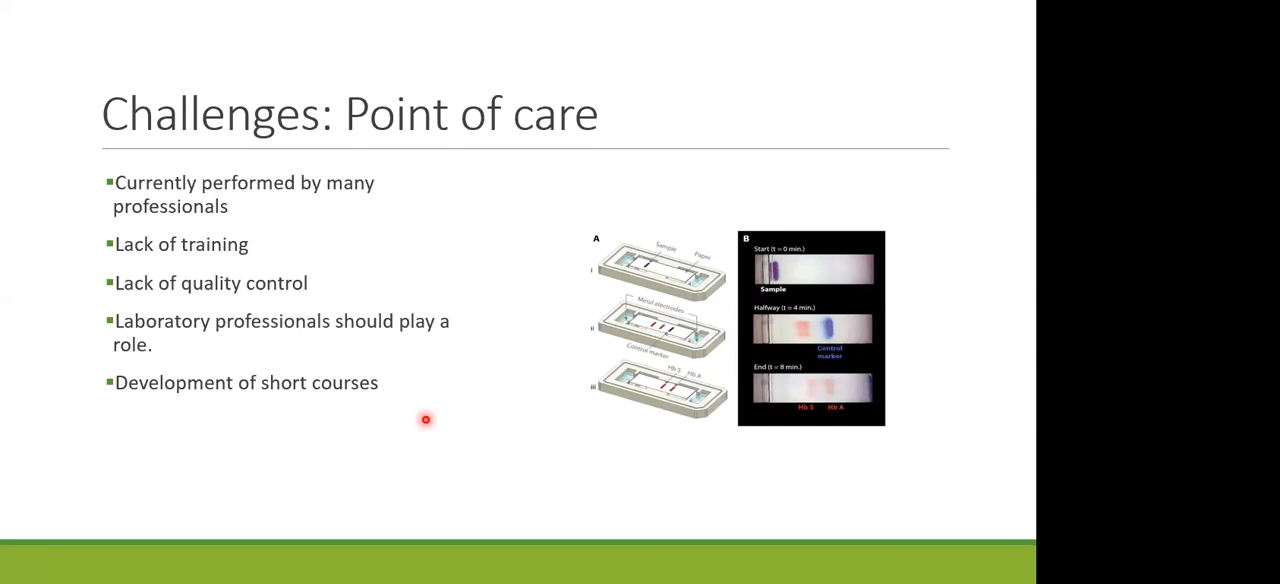 Challenges: Point of care
▪Currently performed by many
professionals
▪Lack of training
▪Lack of quality control
▪Laboratory professionals should play a
role.
▪Development of short courses
A
Sample
Paper
i
Metal electrodes
ii
Control marker
Hb S
Hb A
iii
B
Start (t = 0 min.)
Sample
Halfway (t = 4 min.)
Control
marker
End (t = 8 min.)
Hb S
Hb A